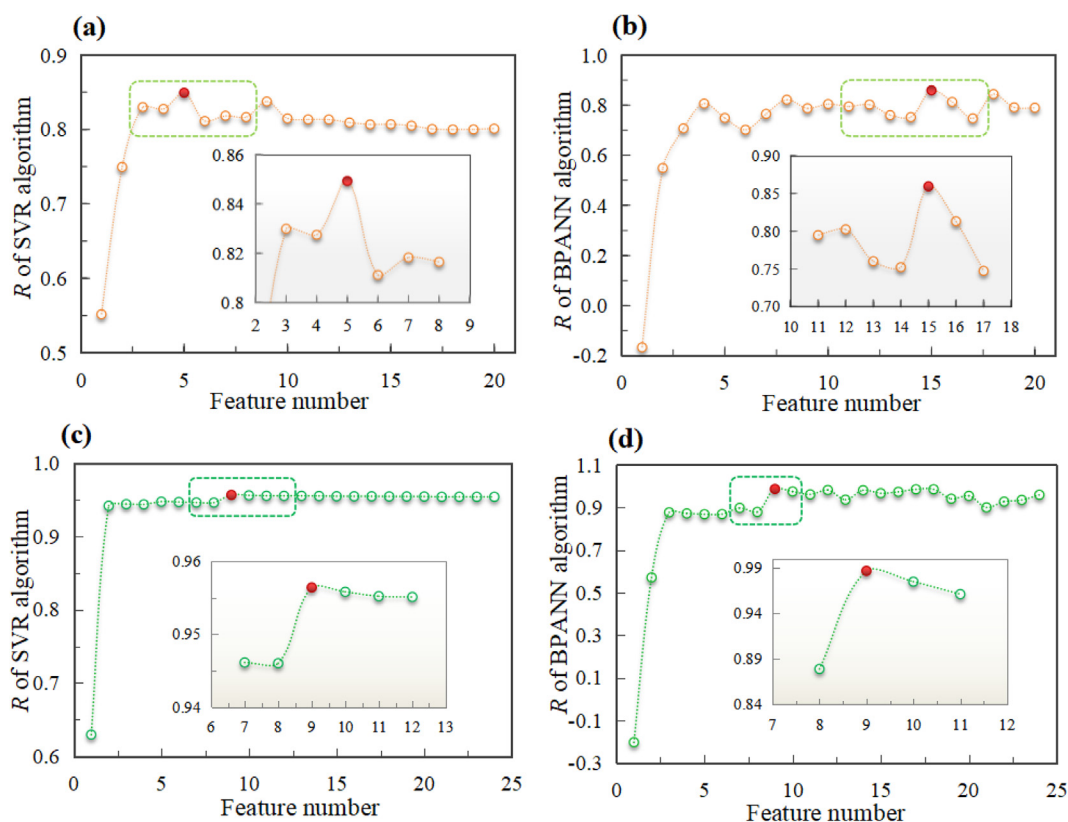 (a)
R of SVR algorithm
0.9
0.8
0.7
0.6
0.5
0 5 10 15 20
Feature number
0.86
0.84
0.82
0.8
2 3 4 5 6 7 8 9
(b)
R of BPANN algorithm
1.0
0.8
0.6
0.4
0.2
0.0
-0.2
0 5 10 15 20
Feature number
0.90
0.85
0.80
0.75
0.70
10 11 12 13 14 15 16 17 18
(c)
R of SVR algorithm
1.0
0.9
0.8
0.7
0.6
0 5 10 15 20 25
Feature number
0.96
0.95
0.94
6 7 8 9 10 11 12 13
(d)
R of BPANN algorithm
1.1
0.9
0.7
0.5
0.3
0.1
-0.1
-0.3
0 5 10 15 20 25
Feature number
0.99
0.94
0.89
0.84
7 8 9 10 11 12